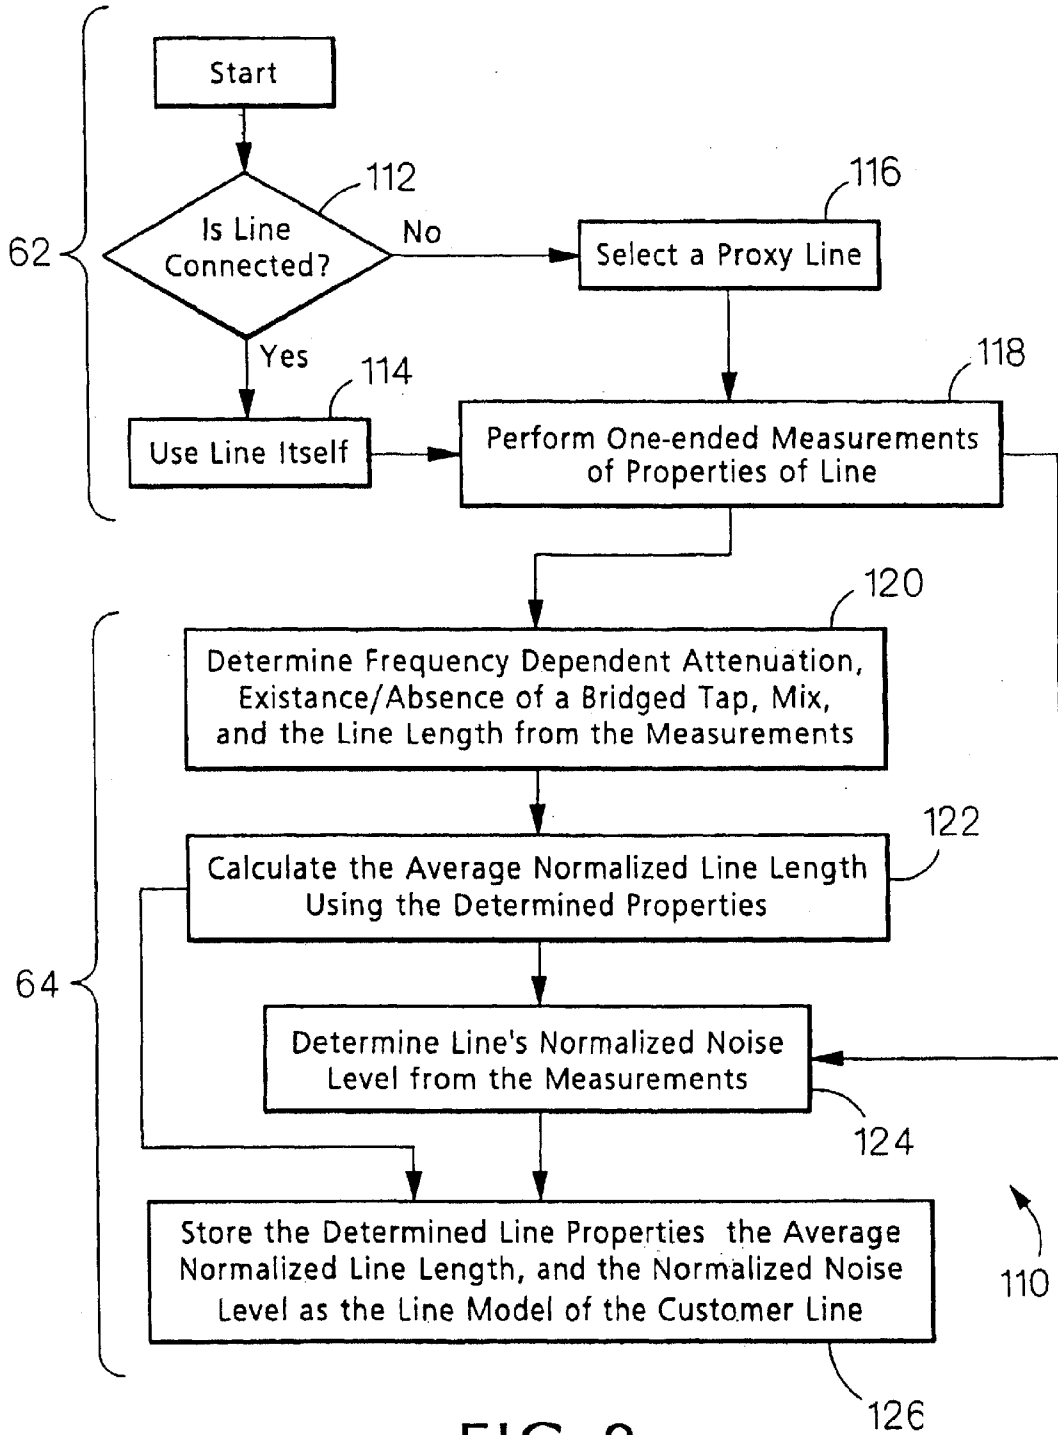 Start
112
Is Line
Connected?
No
116
Select a Proxy Line
62
Yes
114
Use Line Itself
118
Perform One-ended Measurements
of Properties of Line
120
Determine Frequency Dependent Attenuation,
Existance/Absence of a Bridged Tap, Mix,
and the Line Length from the Measurements
122
Calculate the Average Normalized Line Length
Using the Determined Properties
64
Determine Line's Normalized Noise
Level from the Measurements
124
Store the Determined Line Properties the Average
Normalized Line Length, and the Normalized Noise
Level as the Line Model of the Customer Line
110
126
FIG.